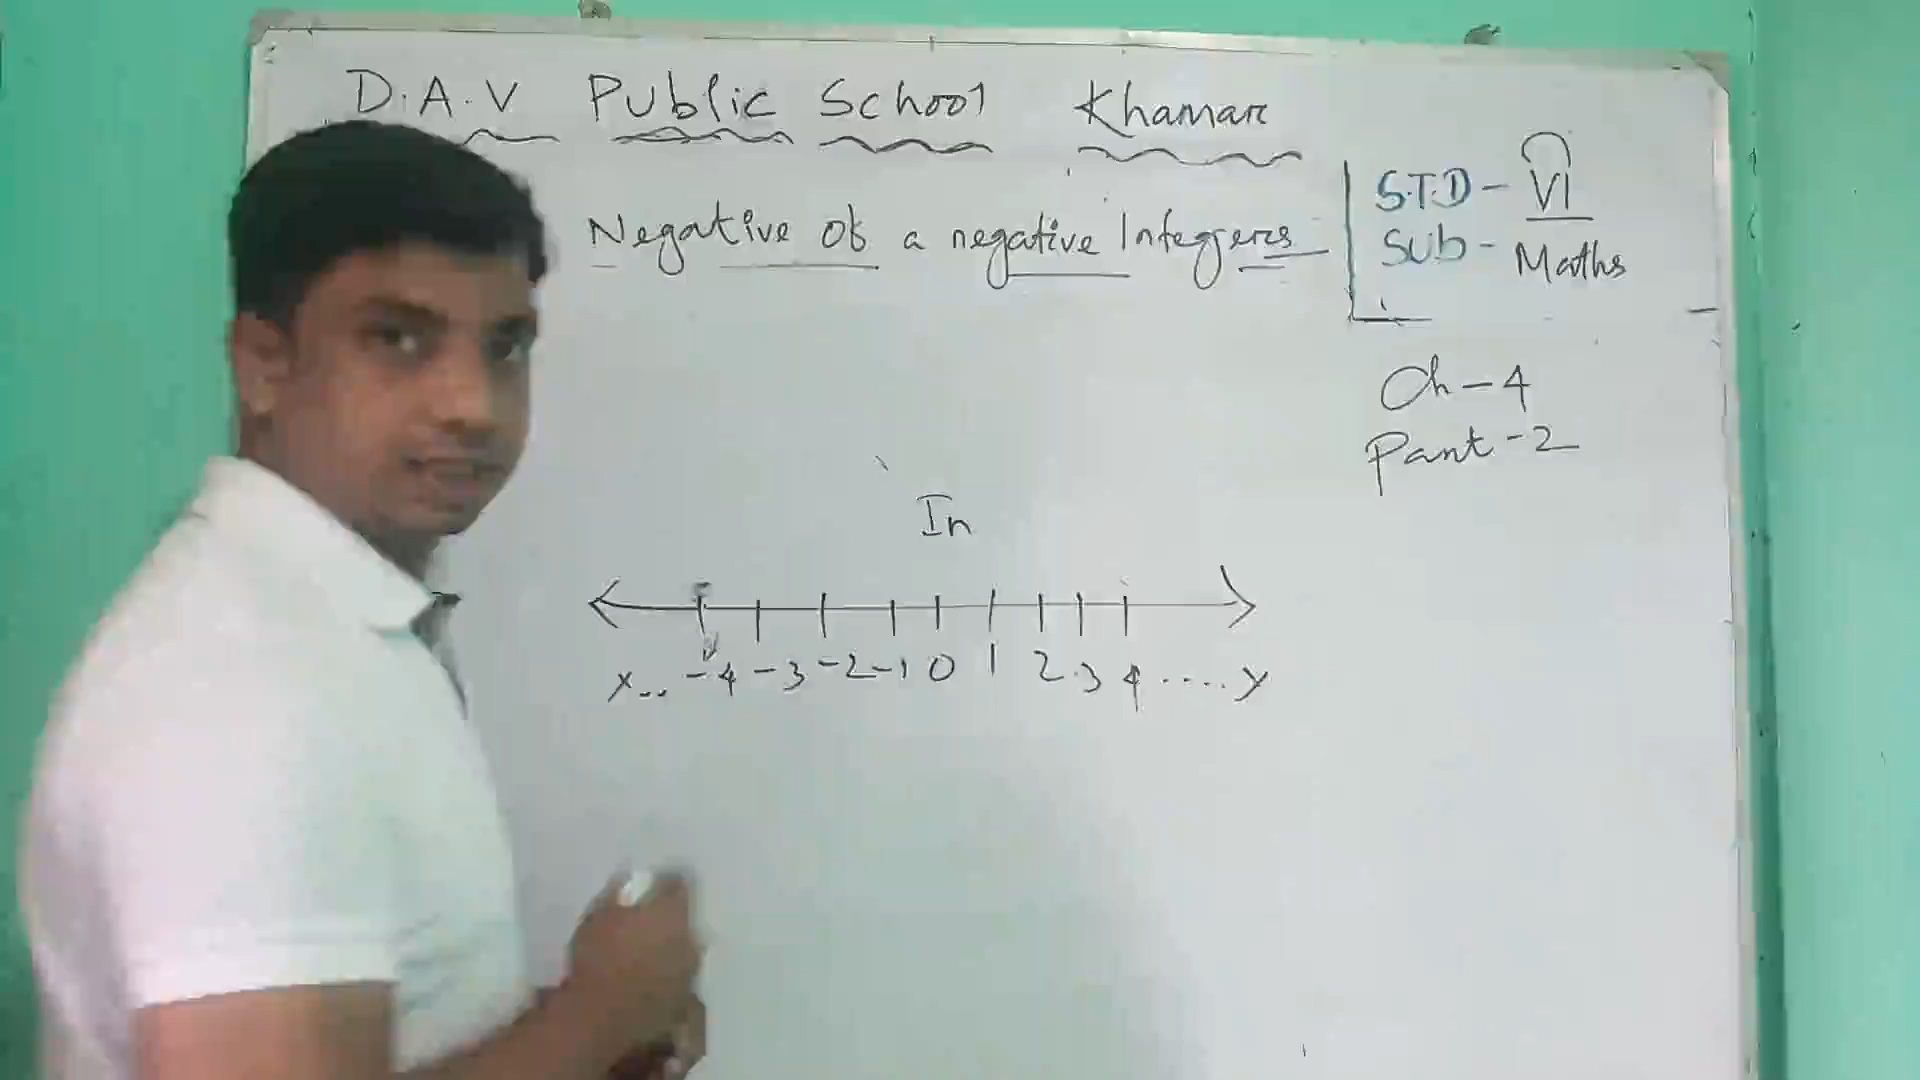 D.A.V Public School Khamar
Negative of a negative Integers
S.T.D - VI
Sub - Maths
Ch-4
Part-2
In
x.. -4 -3 -2 -1 0 1 2 3 4 ..... y